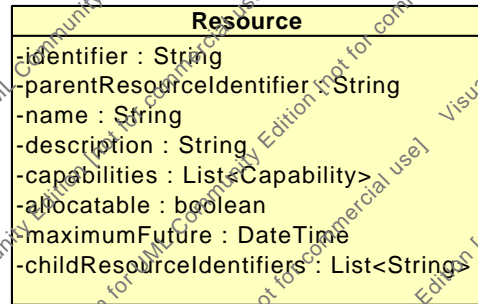 Resource
-identifier : String
-parentResourceIdentifier : String
-name : String
-description : String
-capabilities : List<Capability>
-allocatable : boolean
-maximumFuture : DateTime
-childResourceIdentifiers : List<String>